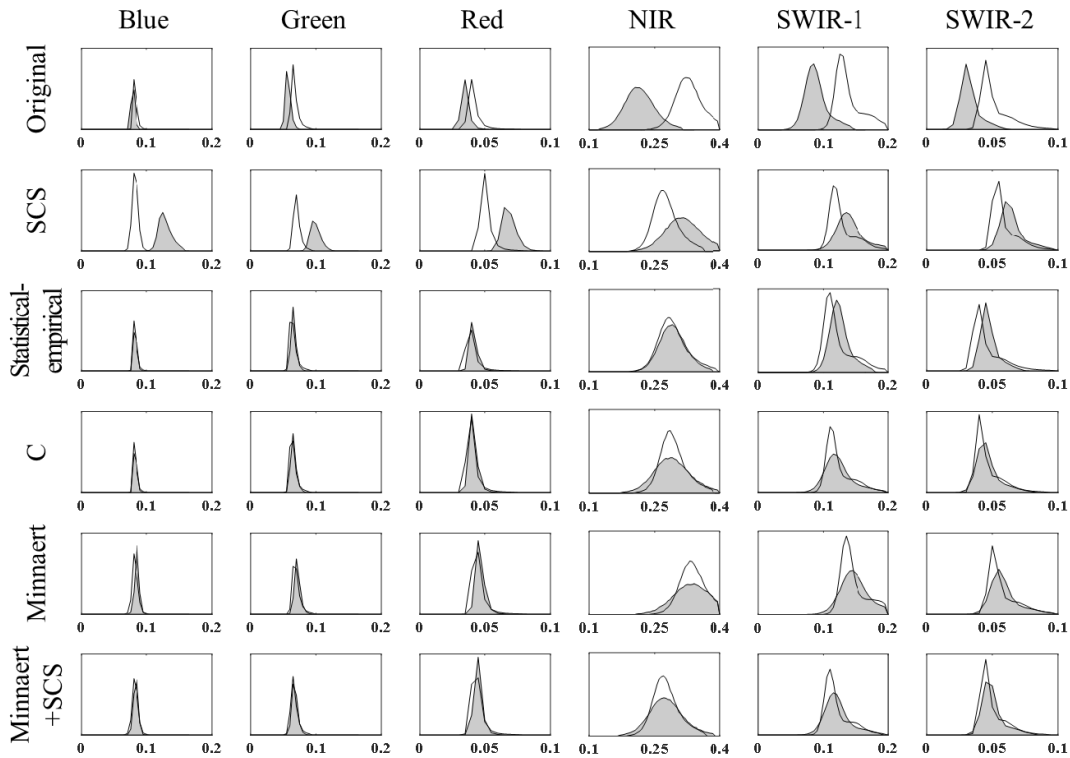 Blue Green Red NIR SWIR-1 SWIR-2
Original
0 0.1 0.2 0 0.1 0.2 0 0.05 0.1 0.1 0.25 0.4 0 0.1 0.2 0 0.05 0.1
SCS
0 0.1 0.2 0 0.1 0.2 0 0.05 0.1 0.1 0.25 0.4 0 0.1 0.2 0 0.05 0.1
Statistical-
empirical
0 0.1 0.2 0 0.1 0.2 0 0.05 0.1 0.1 0.25 0.4 0 0.1 0.2 0 0.05 0.1
C
0 0.1 0.2 0 0.1 0.2 0 0.05 0.1 0.1 0.25 0.4 0 0.1 0.2 0 0.05 0.1
Minnaert
0 0.1 0.2 0 0.1 0.2 0 0.05 0.1 0.1 0.25 0.4 0 0.1 0.2 0 0.05 0.1
Minnaert
+SCS
0 0.1 0.2 0 0.1 0.2 0 0.05 0.1 0.1 0.25 0.4 0 0.1 0.2 0 0.05 0.1